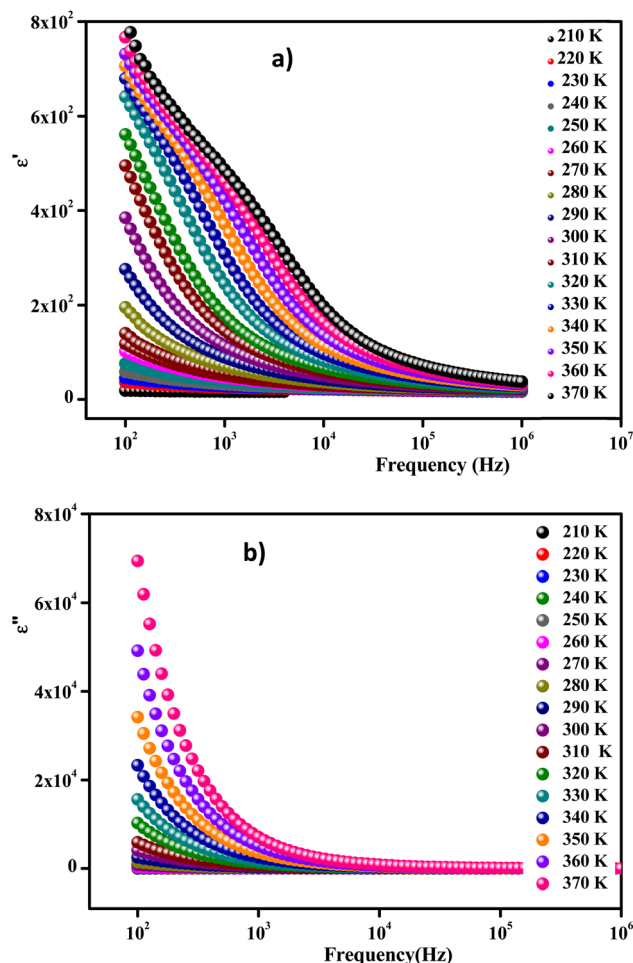 8x10²
6x10²
4x10²
2x10²
0
ε'
a)
210 K
220 K
230 K
240 K
250 K
260 K
270 K
280 K
290 K
300 K
310 K
320 K
330 K
340 K
350 K
360 K
370 K
10² 10³ 10⁴ 10⁵ 10⁶ 10⁷
Frequency (Hz)
8x10⁴
6x10⁴
4x10⁴
2x10⁴
0
ε"
b)
210 K
220 K
230 K
240 K
250 K
260 K
270 K
280 K
290 K
300 K
310 K
320 K
330 K
340 K
350 K
360 K
370 K
10² 10³ 10⁴ 10⁵ 10⁶
Frequency(Hz)